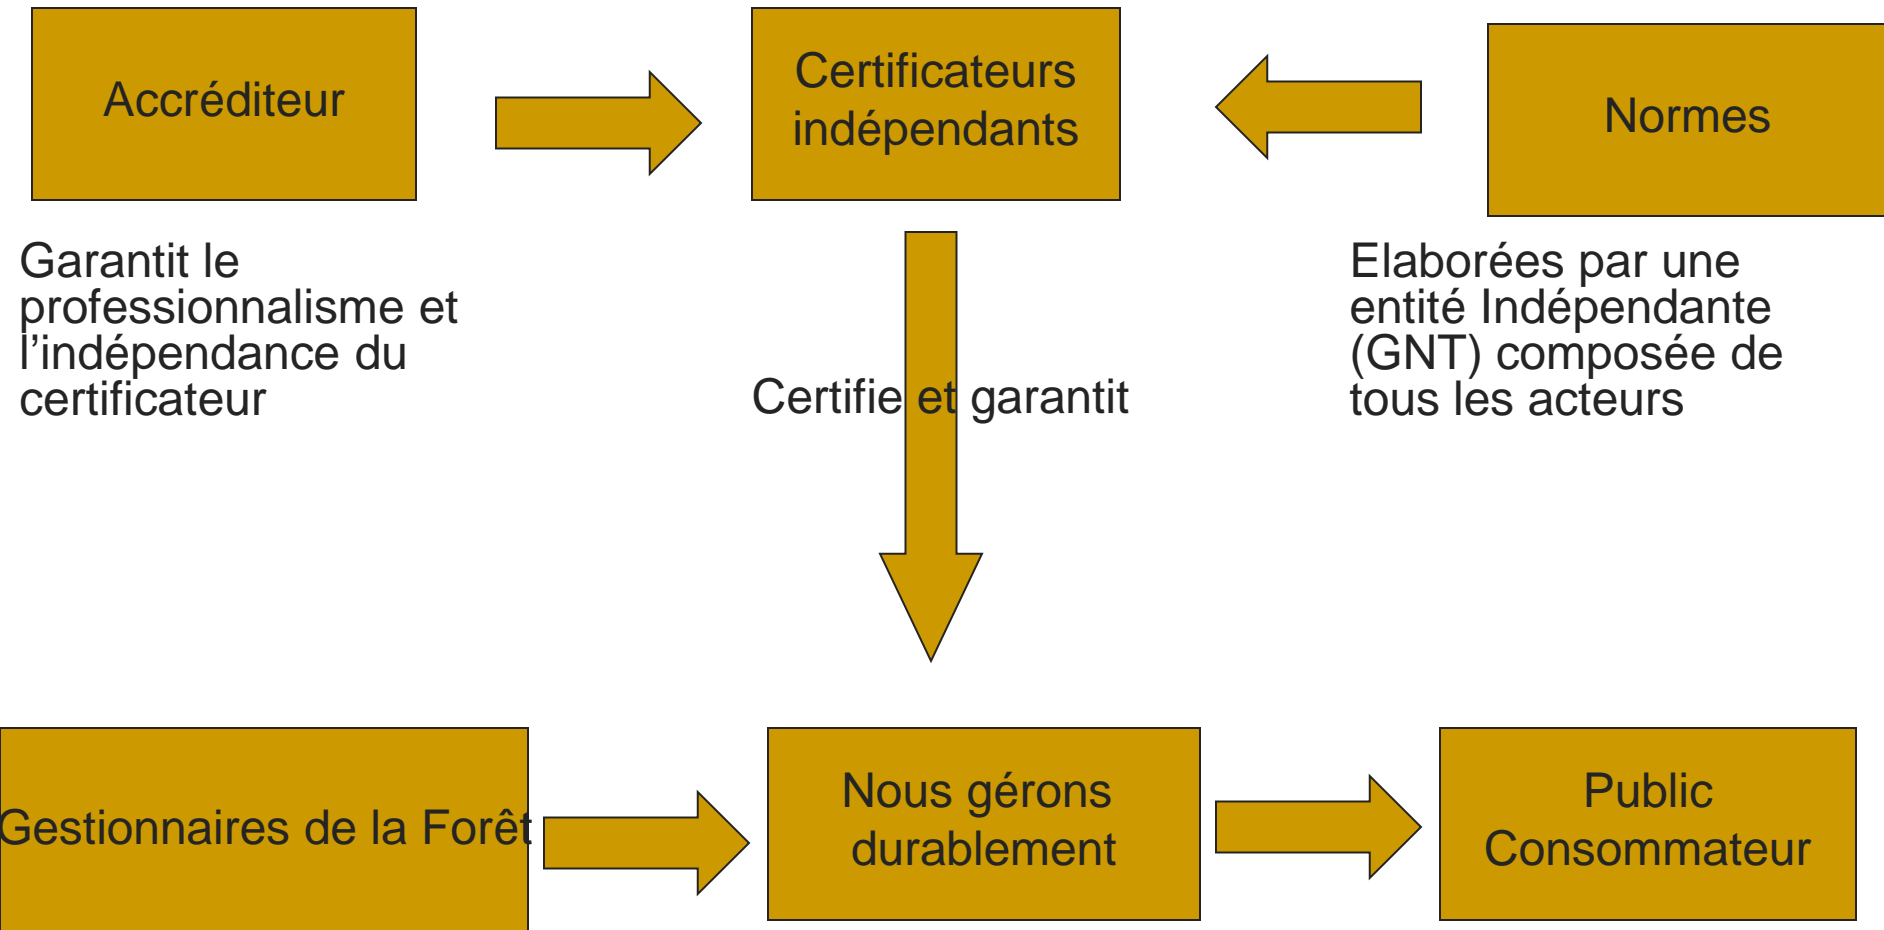 Accréditeur
Certificateurs
indépendants
Normes
Garantit le
professionnalisme et
l’indépendance du
certificateur
Certifie et garantit
Elaborées par une
entité Indépendante
(GNT) composée de
tous les acteurs
Gestionnaires de la Forêt
Nous gérons
durablement
Public
Consommateur